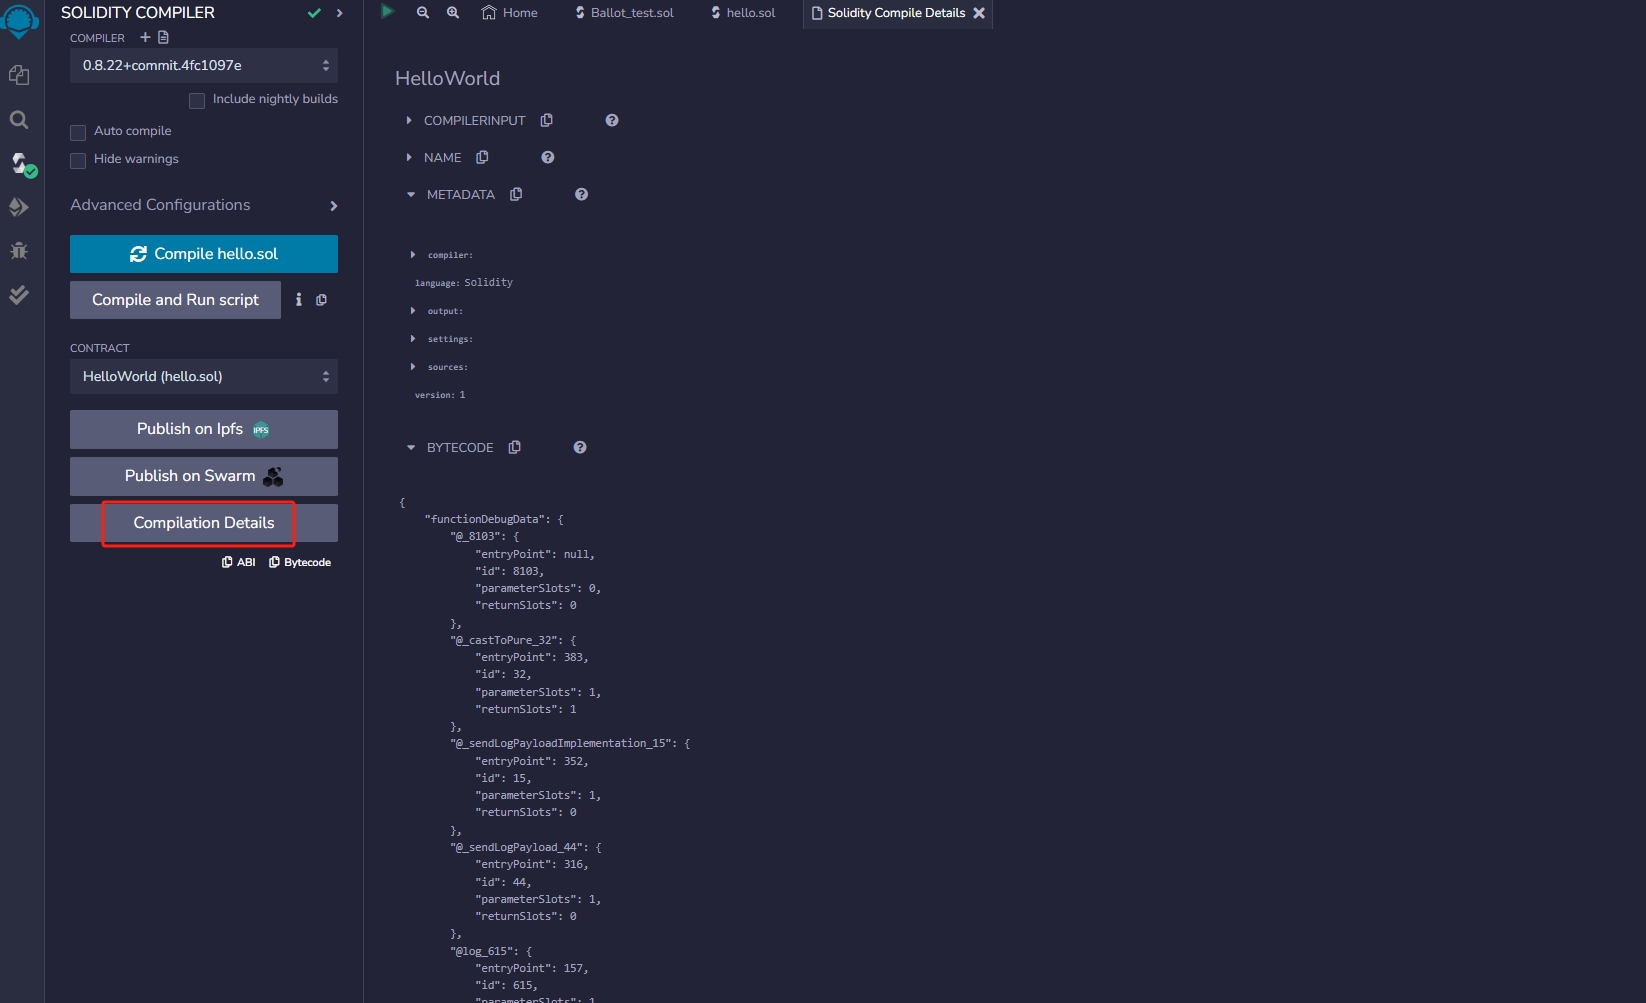 SOLIDITY COMPILER
COMPILER
0.8.22+commit.4fc1097e
Include nightly builds
Auto compile
Hide warnings
Advanced Configurations
Compile hello.sol
Compile and Run script
CONTRACT
HelloWorld (hello.sol)
Publish on Ipfs IPFS
Publish on Swarm
Compilation Details
ABI Bytecode
Home Ballot_test.sol hello.sol Solidity Compile Details
HelloWorld
COMPILERINPUT
NAME
METADATA
compiler:
language: Solidity
output:
settings:
sources:
version: 1
BYTECODE
{
"functionDebugData": {
"@_8103": {
"entryPoint": null,
"id": 8103,
"parameterSlots": 0,
"returnSlots": 0
},
"@_castToPure_32": {
"entryPoint": 383,
"id": 32,
"parameterSlots": 1,
"returnSlots": 1
},
"@_sendLogPayloadImplementation_15": {
"entryPoint": 352,
"id": 15,
"parameterSlots": 1,
"returnSlots": 0
},
"@_sendLogPayload_44": {
"entryPoint": 316,
"id": 44,
"parameterSlots": 1,
"returnSlots": 0
},
"@log_615": {
"entryPoint": 157,
"id": 615,
"parameterSlots": 1